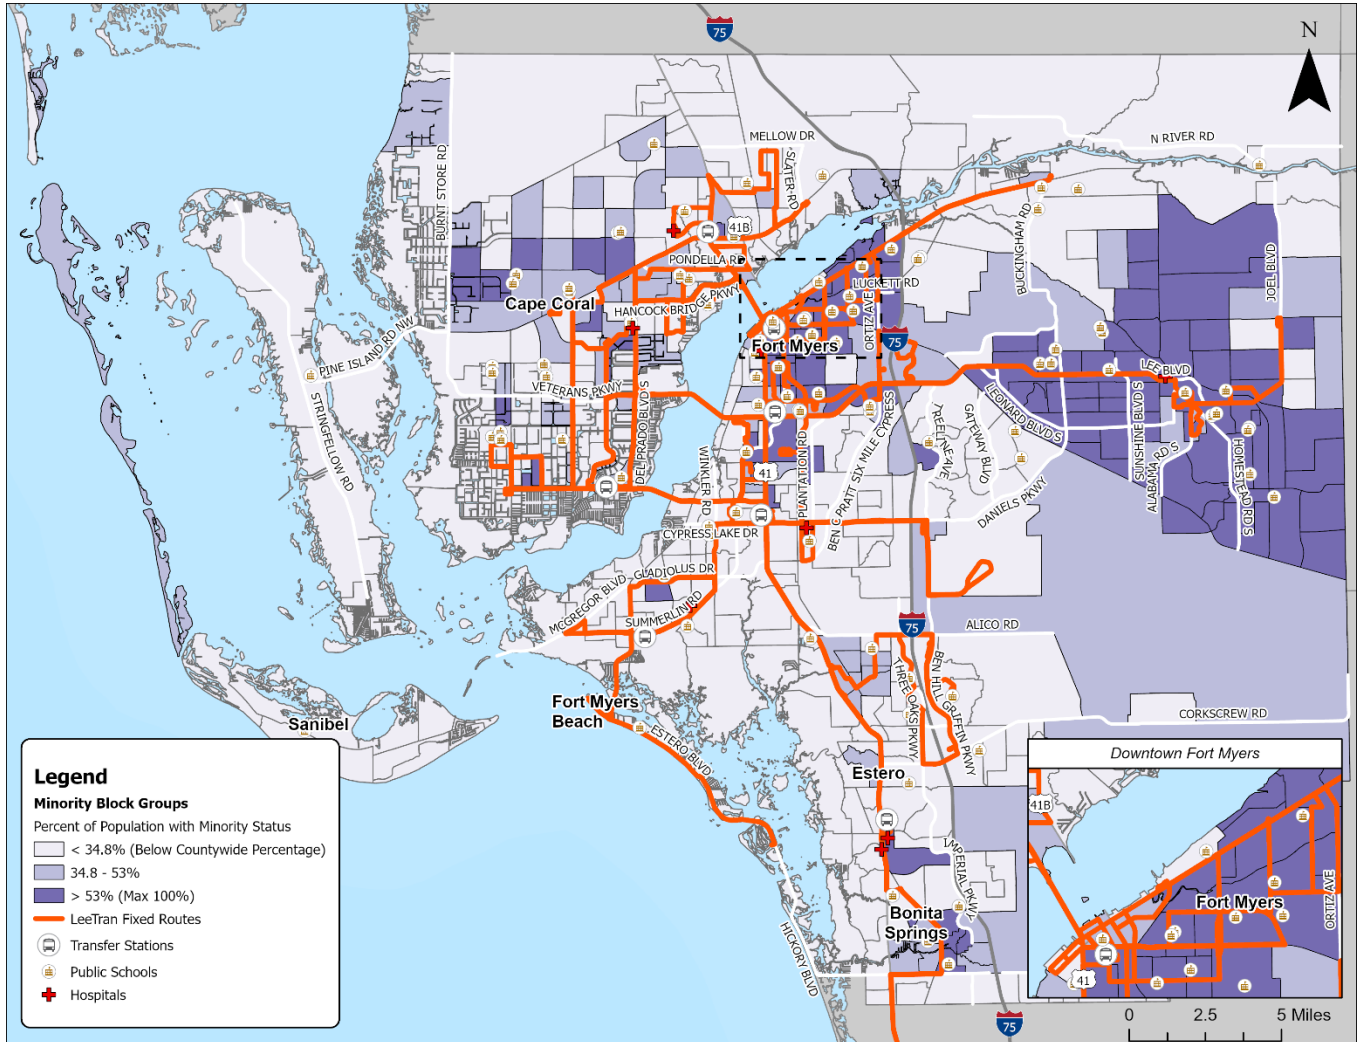 75
N
MELLOW DR
SLATER RD
N RIVER RD
BURNT STORE RD
41B
BUCKINGHAM RD
JOEL BLVD
PONDELLA RD
LUCKETT RD
Cape Coral
HANCOCK BRIDGE PKWY
ORTIZ AVE
PINE ISLAND RD NW
Fort Myers
75
LEE BLVD
VETERANS PKWY
LEONARD BLVD S
STRINGFELLOW RD
DEL PRADO BLVD S
TREELINE AVE
GATEWAY BLVD
SUNSHINE BLVD S
ALABAMA RD S
HOMESTEAD RD S
WINKLER RD
41
PLANTATION RD
BEN C PRATT SIX MILE CYPRESS
DANIELS PKWY
CYPRESS LAKE DR
GLADIOLUS DR
MCGREGOR BLVD
SUMMERLIN RD
75
ALICO RD
THREE OAKS PKWY
BEN HILL GRIFFIN PKWY
Fort Myers
Beach
Sanibel
CORKSCREW RD
ESTERO BLVD
Estero
IMPERIAL PKWY
Bonita
Springs
HICKORY BLVD
75
Legend
Minority Block Groups
Percent of Population with Minority Status
< 34.8% (Below Countywide Percentage)
34.8 - 53%
> 53% (Max 100%)
LeeTran Fixed Routes
Transfer Stations
Public Schools
Hospitals
Downtown Fort Myers
41B
Fort Myers
ORTIZ AVE
41
0 2.5 5 Miles